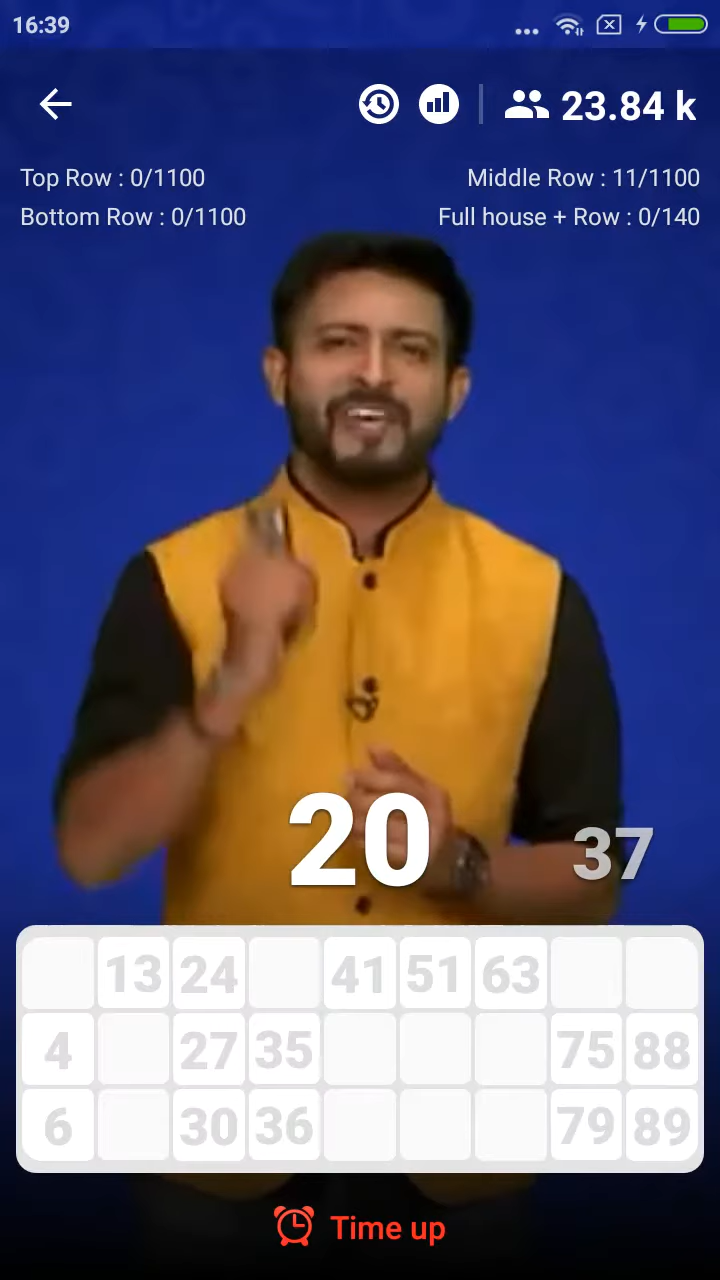 16:39
23.84 k
Top Row : 0/1100
Middle Row : 11/1100
Bottom Row : 0/1100
Full house + Row : 0/140
20
37
13 24 41 51 63
4 27 35 75 88
6 30 36 79 89
Time up